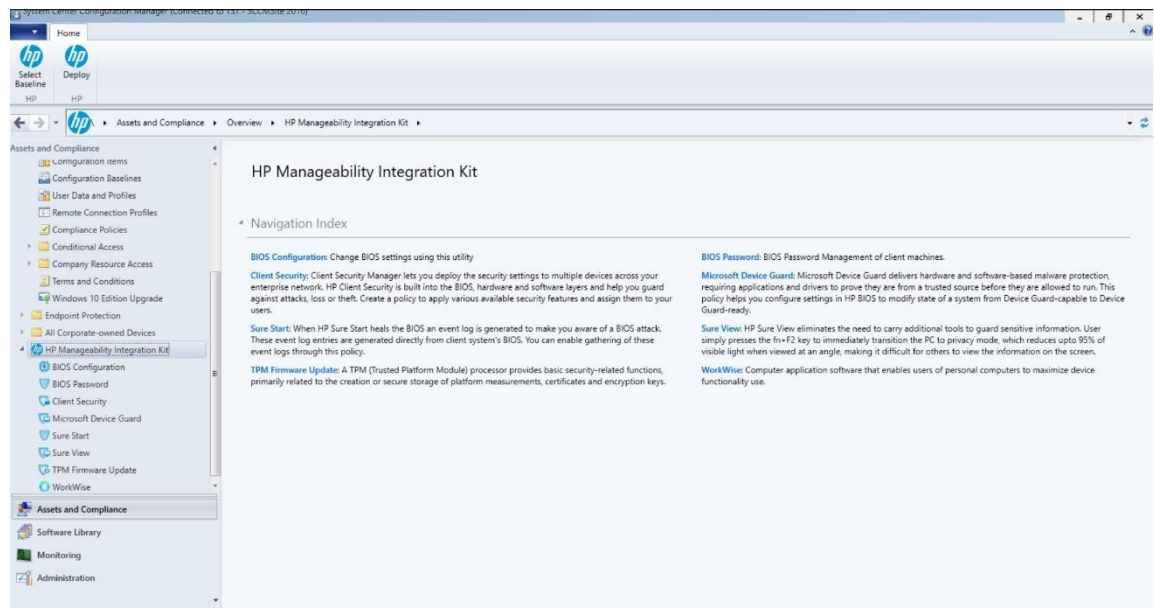 System Center Configuration Manager (Connected to TST - SCCMSite 2016)
Home
hp
hp
Select
Baseline
Deploy
HP
HP
hp
Assets and Compliance
Overview
HP Manageability Integration Kit
Assets and Compliance
Configuration Items
Configuration Baselines
User Data and Profiles
Remote Connection Profiles
Compliance Policies
Conditional Access
Company Resource Access
Terms and Conditions
Windows 10 Edition Upgrade
Endpoint Protection
All Corporate-owned Devices
HP Manageability Integration Kit
BIOS Configuration
BIOS Password
Client Security
Microsoft Device Guard
Sure Start
Sure View
TPM Firmware Update
WorkWise
Assets and Compliance
Software Library
Monitoring
Administration
HP Manageability Integration Kit
Navigation Index
BIOS Configuration: Change BIOS settings using this utility
Client Security: Client Security Manager lets you deploy the security settings to multiple devices across your
enterprise network. HP Client Security is built into the BIOS, hardware and software layers and help you guard
against attacks, loss or theft. Create a policy to apply various available security features and assign them to your
users.
Sure Start: When HP Sure Start heals the BIOS an event log is generated to make you aware of a BIOS attack.
These event log entries are generated directly from client system's BIOS. You can enable gathering of these
event logs through this policy.
TPM Firmware Update: A TPM (Trusted Platform Module) processor provides basic security-related functions,
primarily related to the creation or secure storage of platform measurements, certificates and encryption keys.
BIOS Password: BIOS Password Management of client machines.
Microsoft Device Guard: Microsoft Device Guard delivers hardware and software-based malware protection,
requiring applications and drivers to prove they are from a trusted source before they are allowed to run. This
policy helps you configure settings in HP BIOS to modify state of a system from Device Guard-capable to Device
Guard-ready.
Sure View: HP Sure View eliminates the need to carry additional tools to guard sensitive information. User
simply presses the fn+F2 key to immediately transition the PC to privacy mode, which reduces upto 95% of
visible light when viewed at an angle, making it difficult for others to view the information on the screen.
WorkWise: Computer application software that enables users of personal computers to maximize device
functionality use.